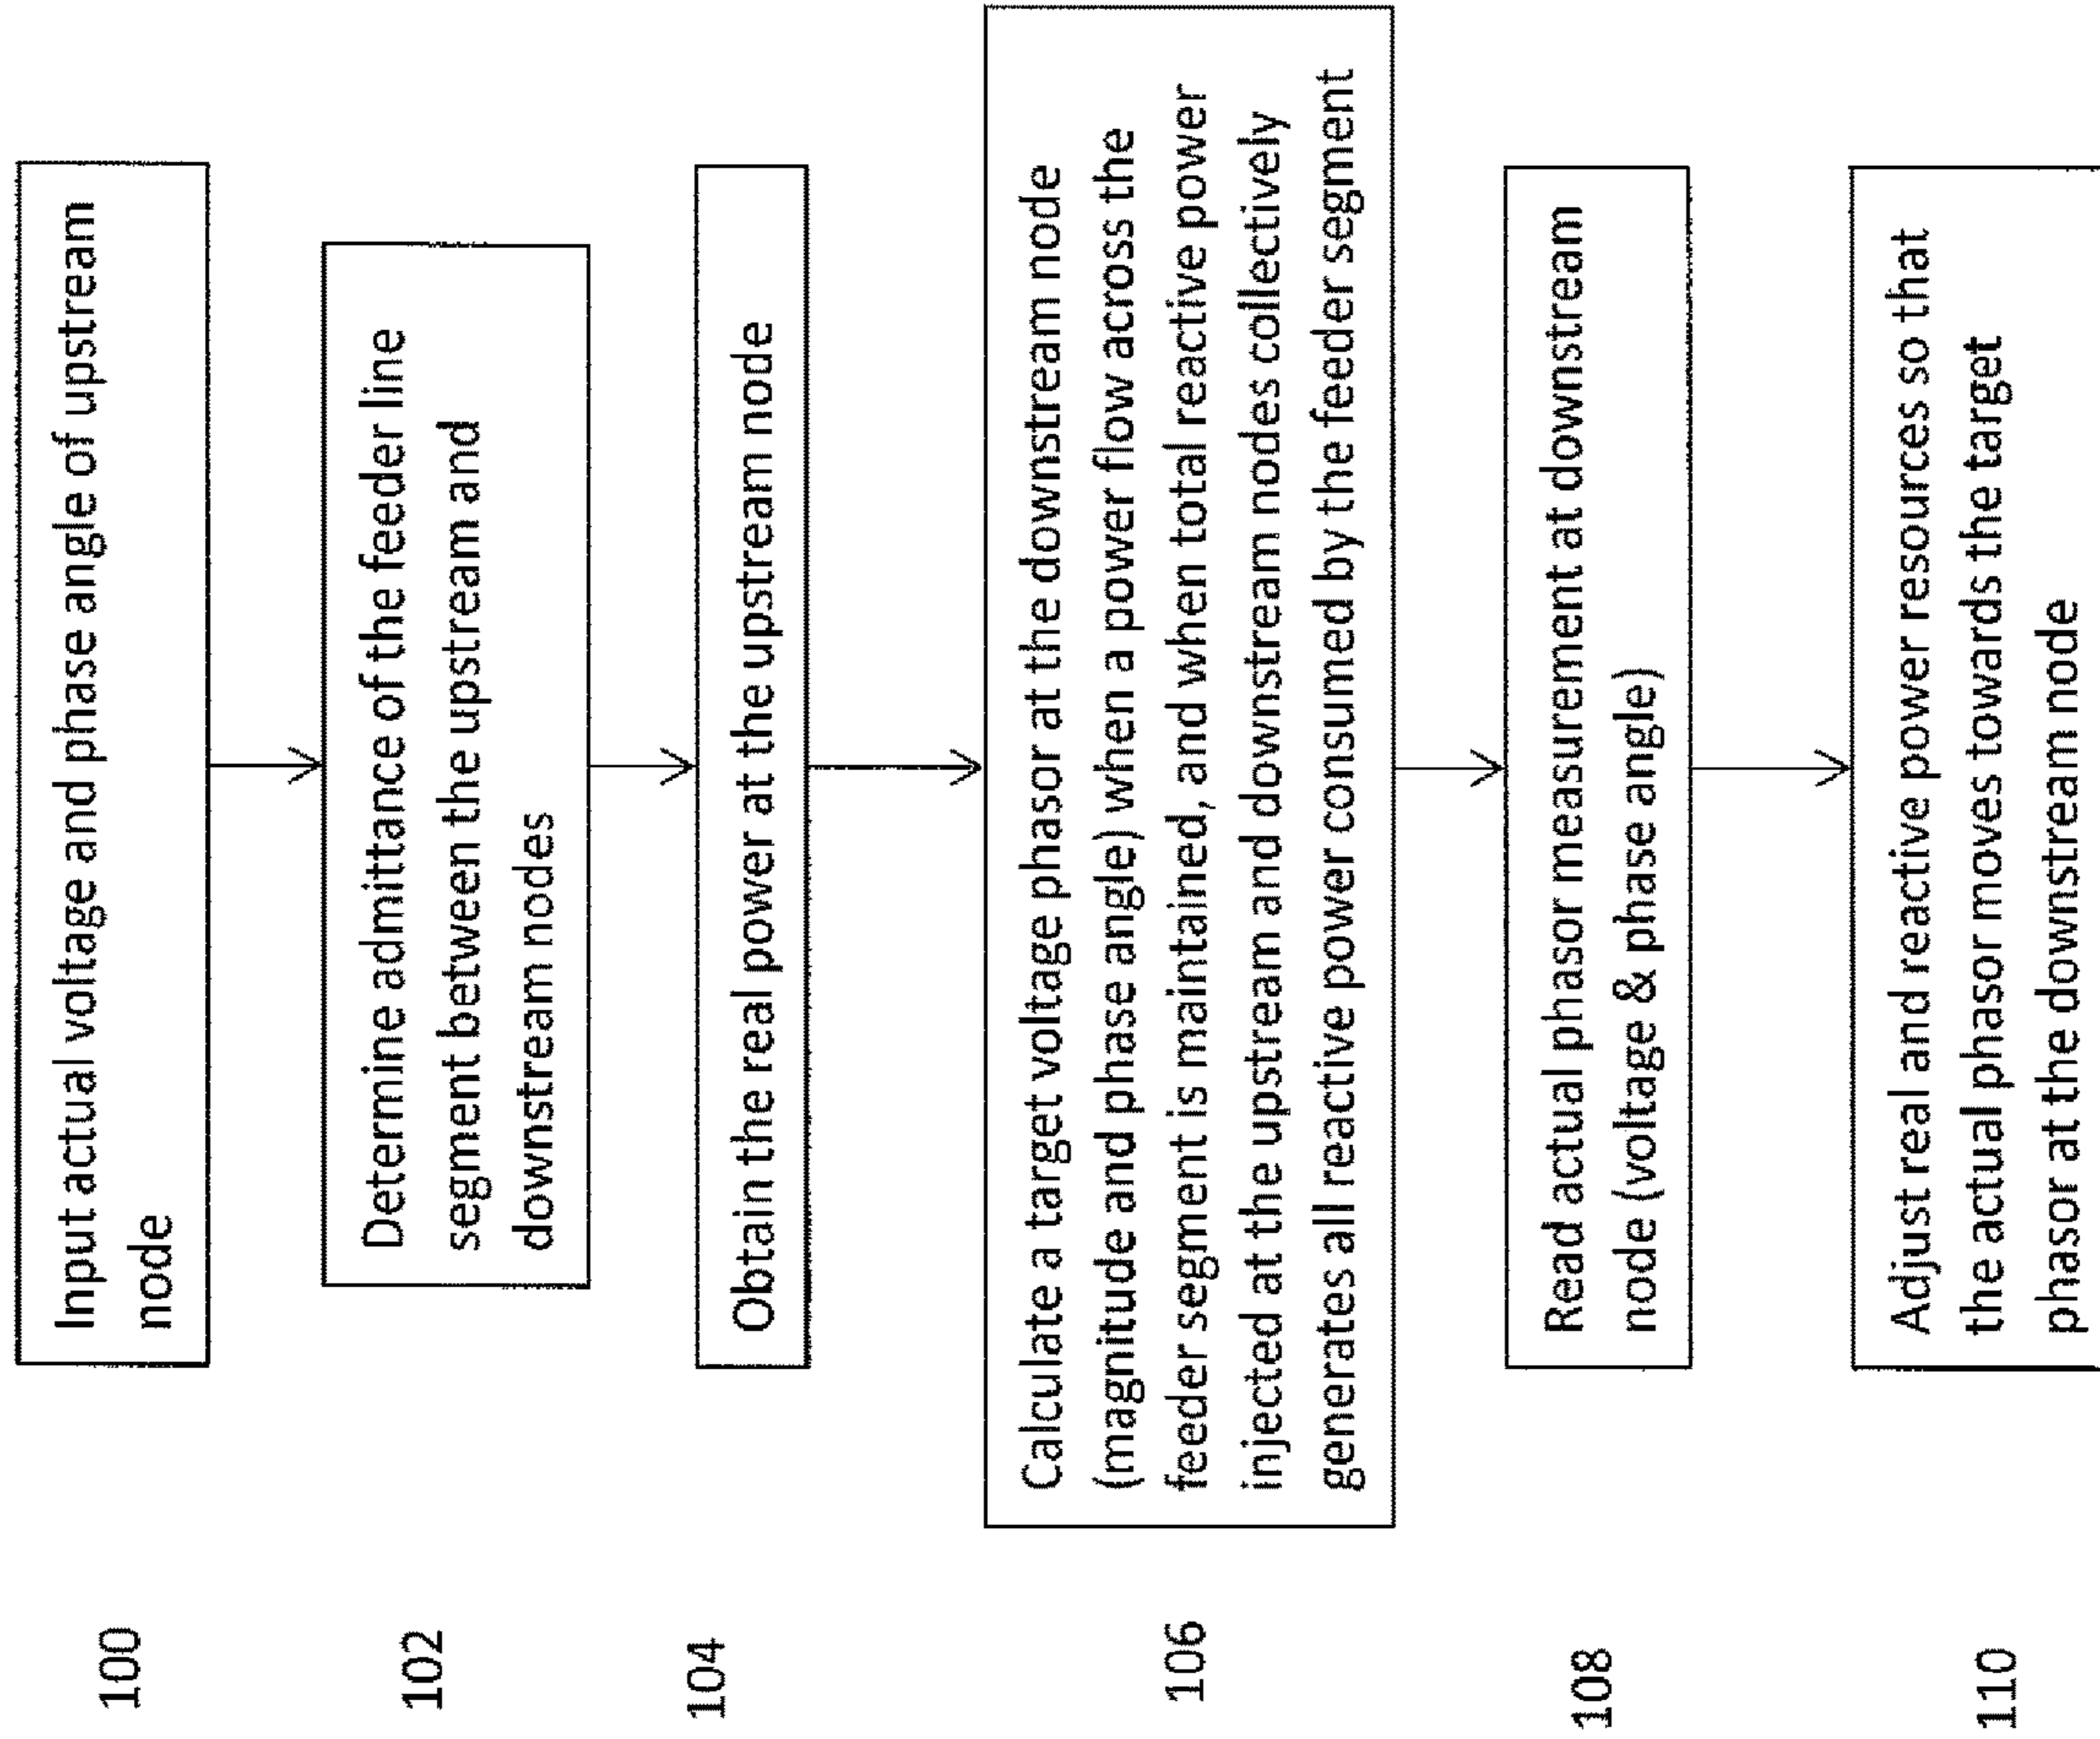 100
Input actual voltage and phase angle of upstream
node
102
Determine admittance of the feeder line
segment between the upstream and
downstream nodes
104
Obtain the real power at the upstream node
106
Calculate a target voltage phasor at the downstream node
(magnitude and phase angle) when a power flow across the
feeder segment is maintained, and when total reactive power
injected at the upstream and downstream nodes collectively
generates all reactive power consumed by the feeder segment
108
Read actual phasor measurement at downstream
node (voltage & phase angle)
110
Adjust real and reactive power resources so that
the actual phasor moves towards the target
phasor at the downstream node